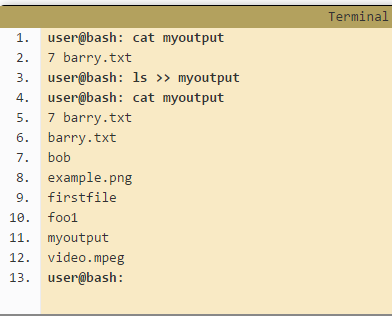 Terminal
1. user@bash: cat myoutput
2. 7 barry.txt
3. user@bash: ls >> myoutput
4. user@bash: cat myoutput
5. 7 barry.txt
6. barry.txt
7. bob
8. example.png
9. firstfile
10. foo1
11. myoutput
12. video.mpeg
13. user@bash: